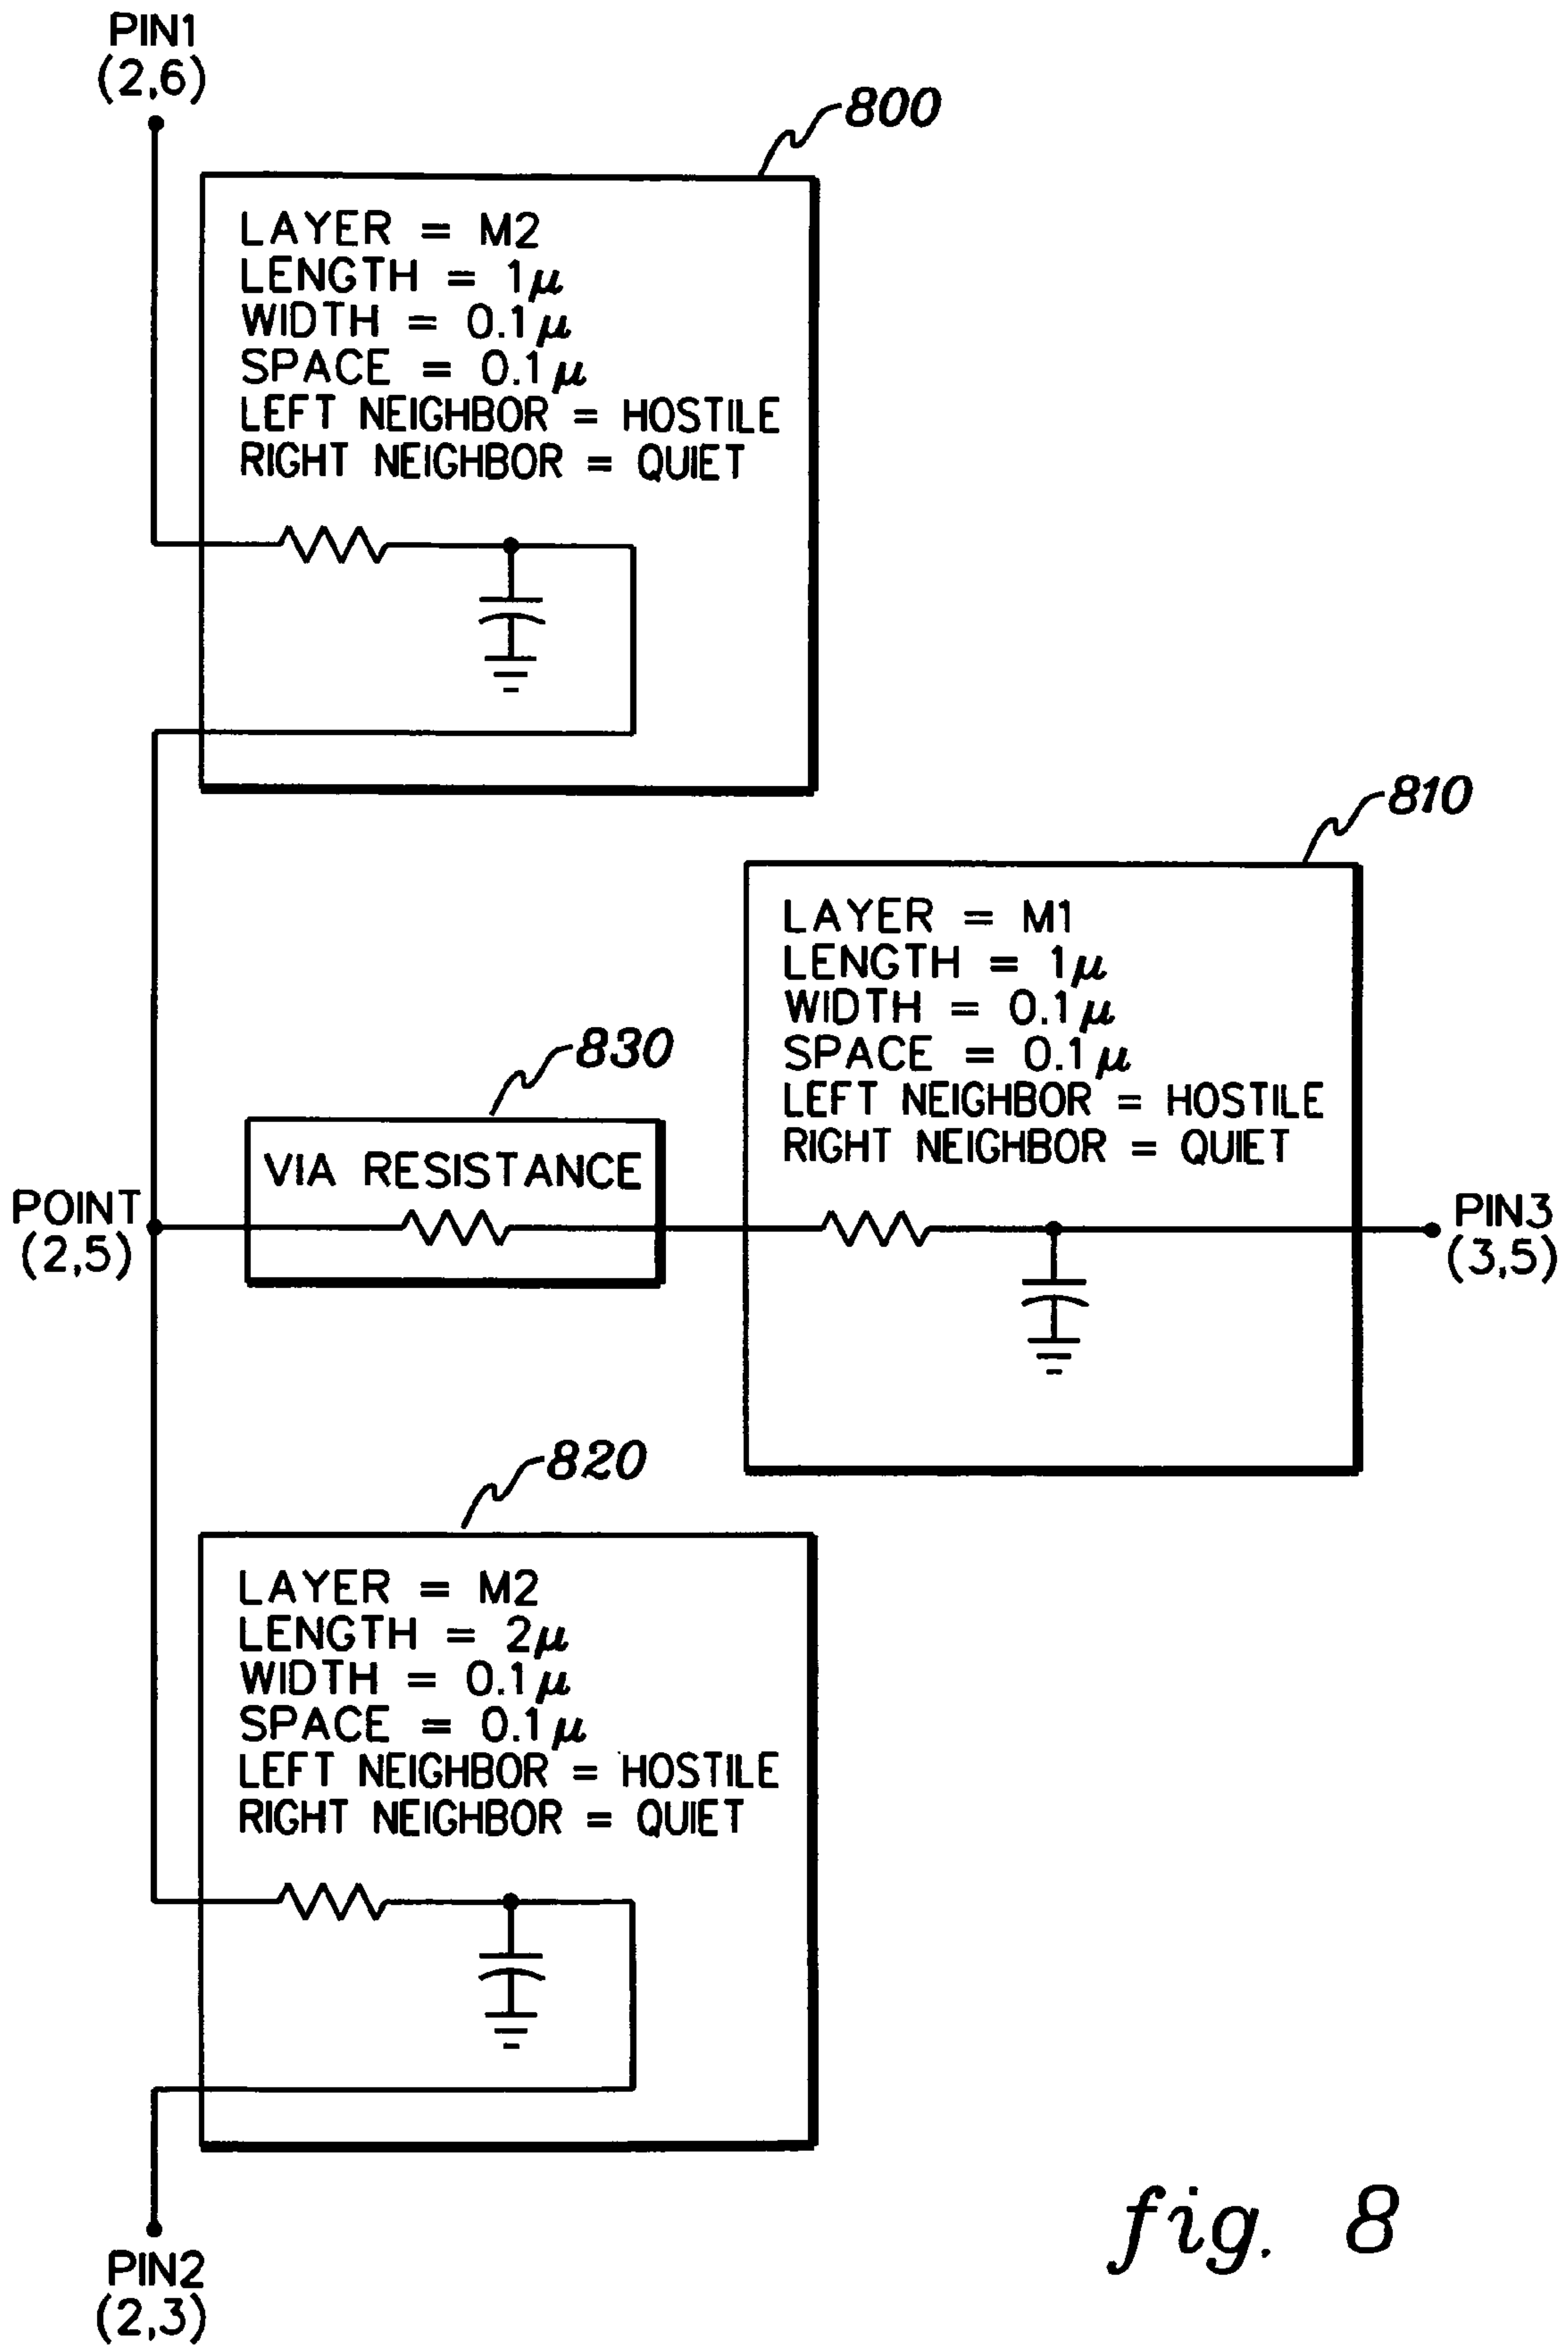 PIN1
(2,6)
800
LAYER = M2
LENGTH = 1μ
WIDTH = 0.1μ
SPACE = 0.1μ
LEFT NEIGHBOR = HOSTILE
RIGHT NEIGHBOR = QUIET
810
LAYER = M1
LENGTH = 1μ
WIDTH = 0.1μ
SPACE = 0.1μ
LEFT NEIGHBOR = HOSTILE
RIGHT NEIGHBOR = QUIET
830
VIA RESISTANCE
POINT
(2,5)
PIN3
(3,5)
820
LAYER = M2
LENGTH = 2μ
WIDTH = 0.1μ
SPACE = 0.1μ
LEFT NEIGHBOR = HOSTILE
RIGHT NEIGHBOR = QUIET
PIN2
(2,3)
fig. 8